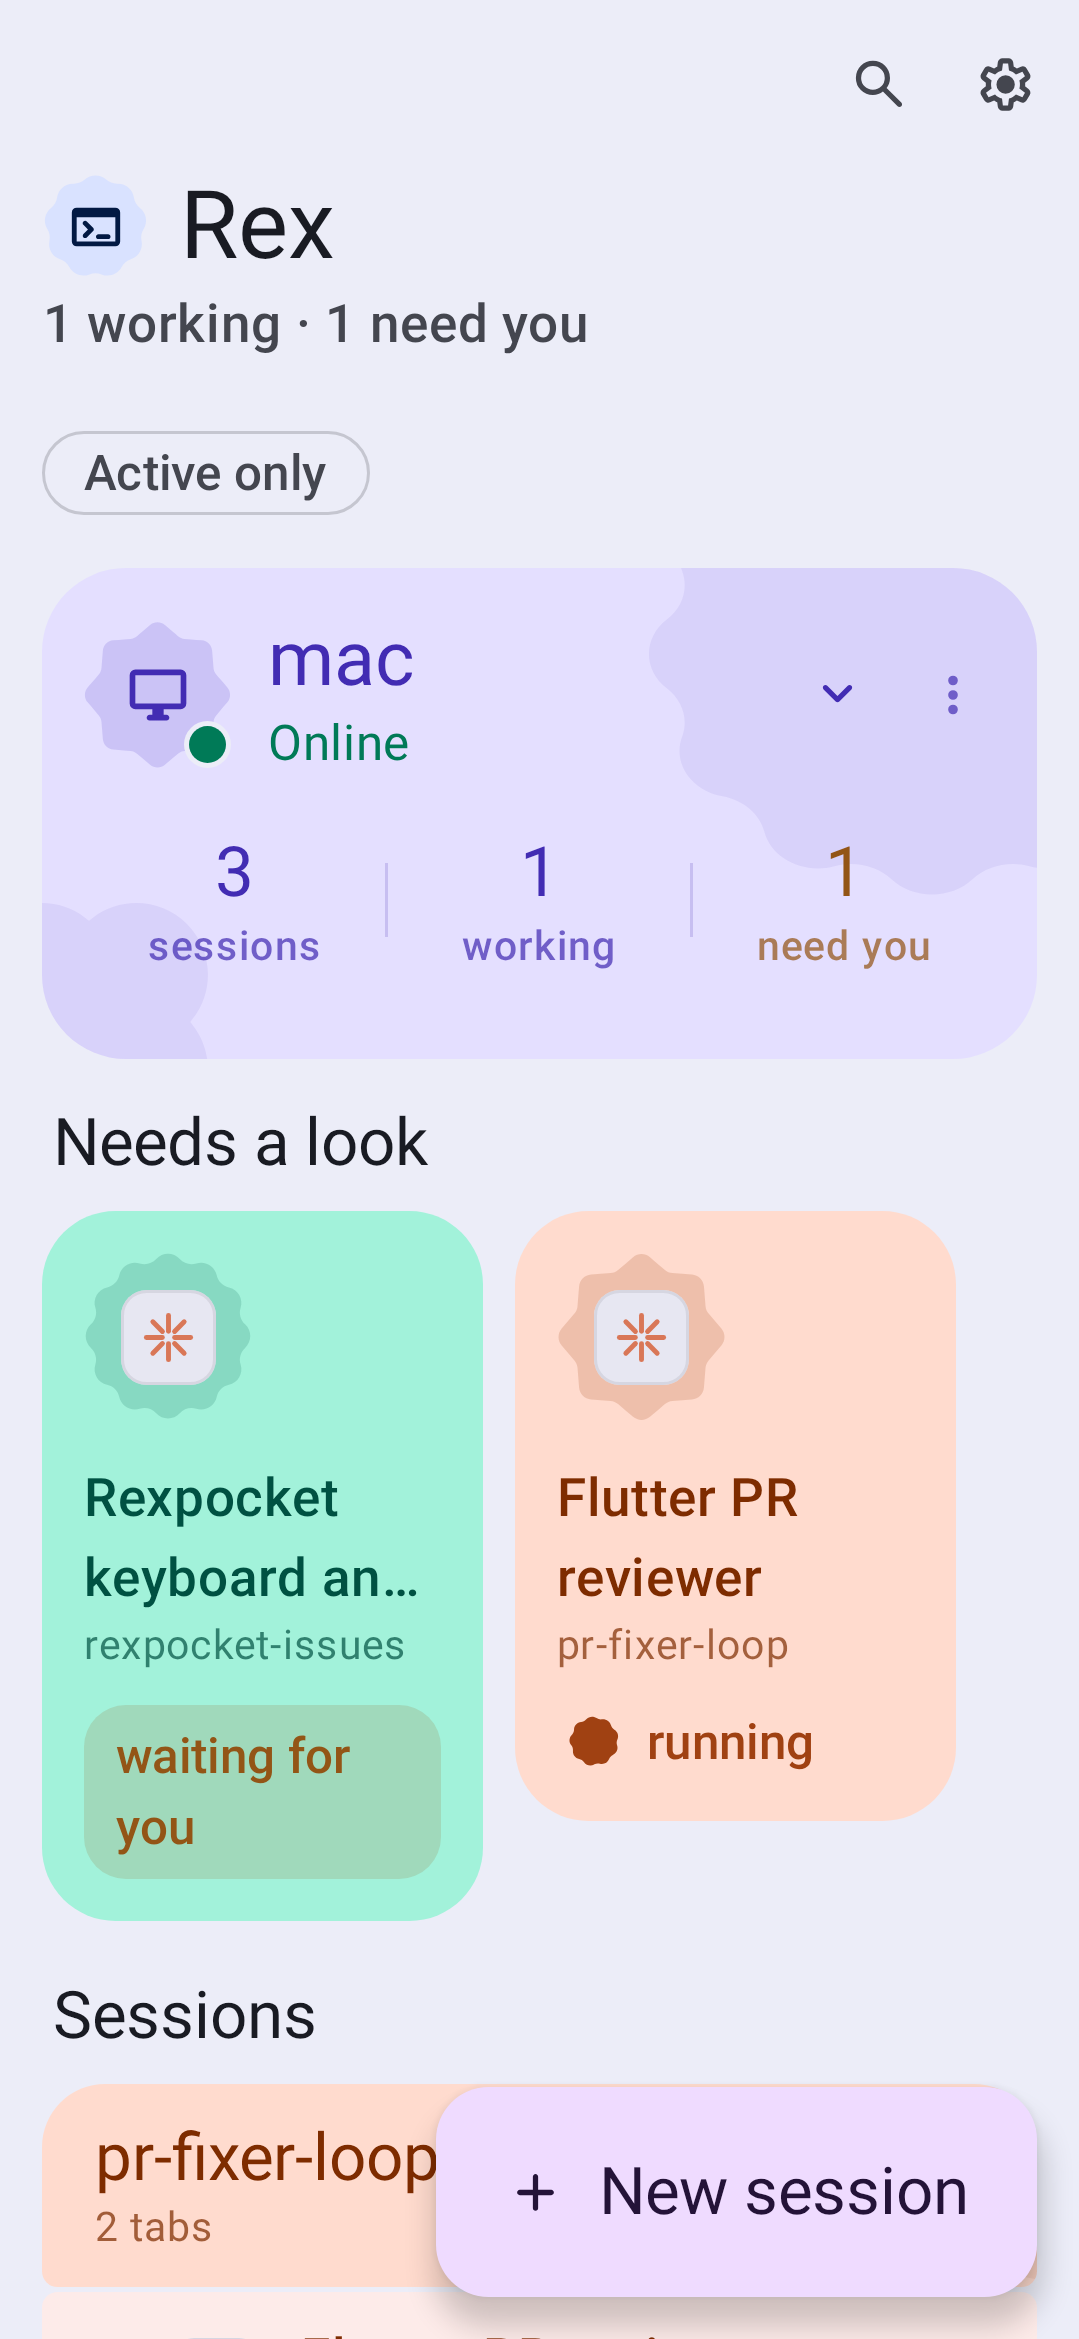 Rex
1 working · 1 need you
Active only
mac
Online
3
sessions
1
working
1
need you
Needs a look
Rexpocket
keyboard an…
rexpocket-issues
waiting for
you
Flutter PR
reviewer
pr-fixer-loop
running
Sessions
pr-fixer-loop
2 tabs
New session